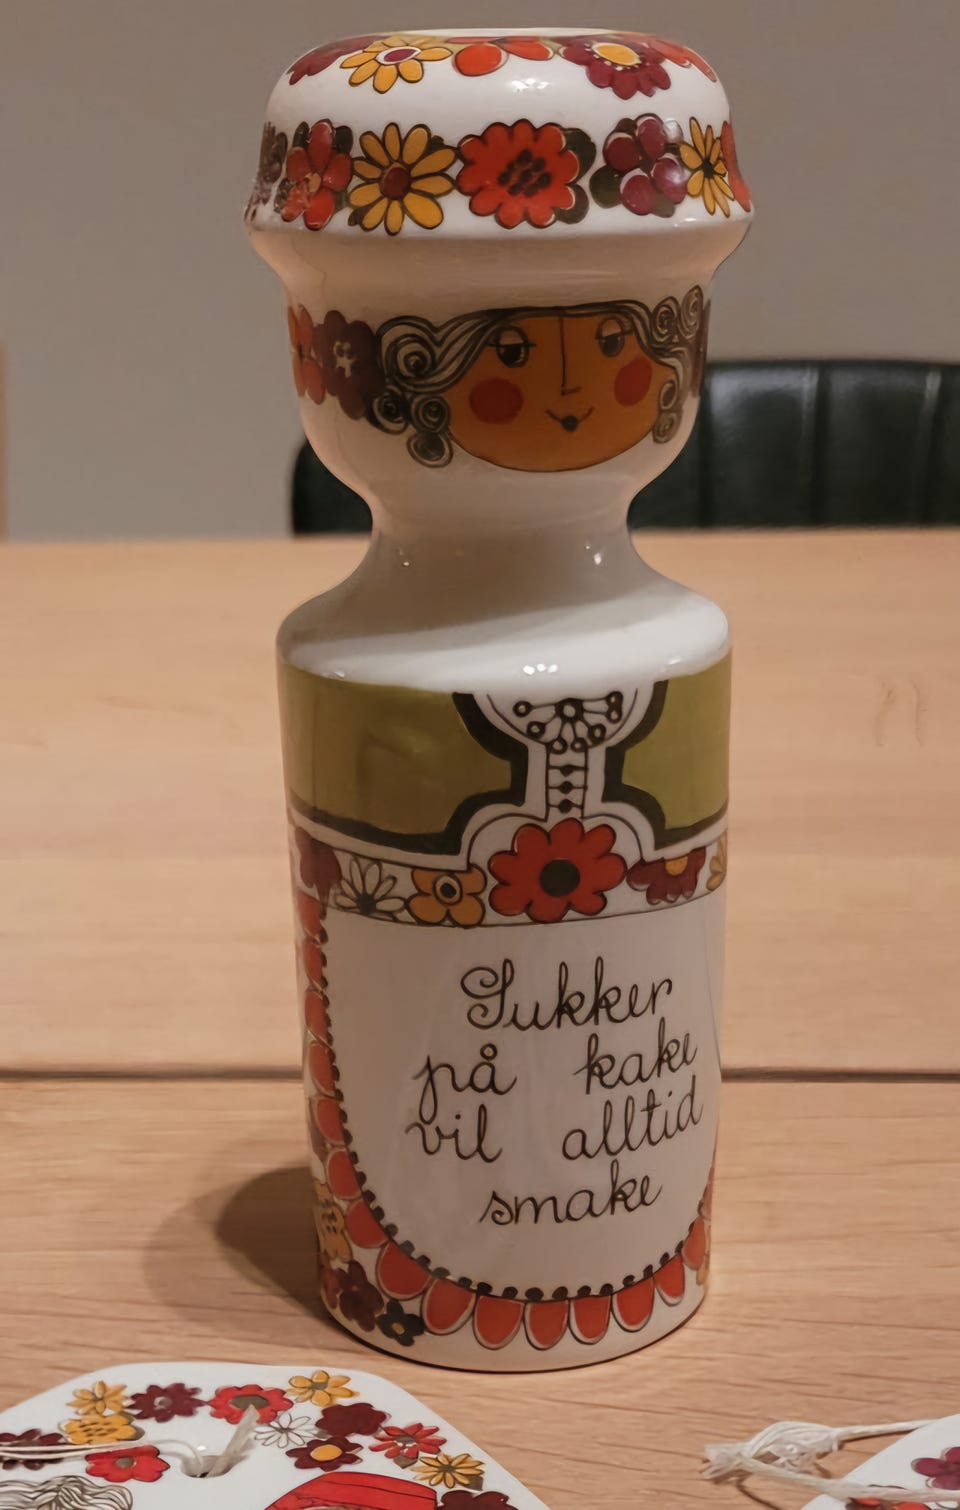 Sukker
på kake
vil alltid
smake